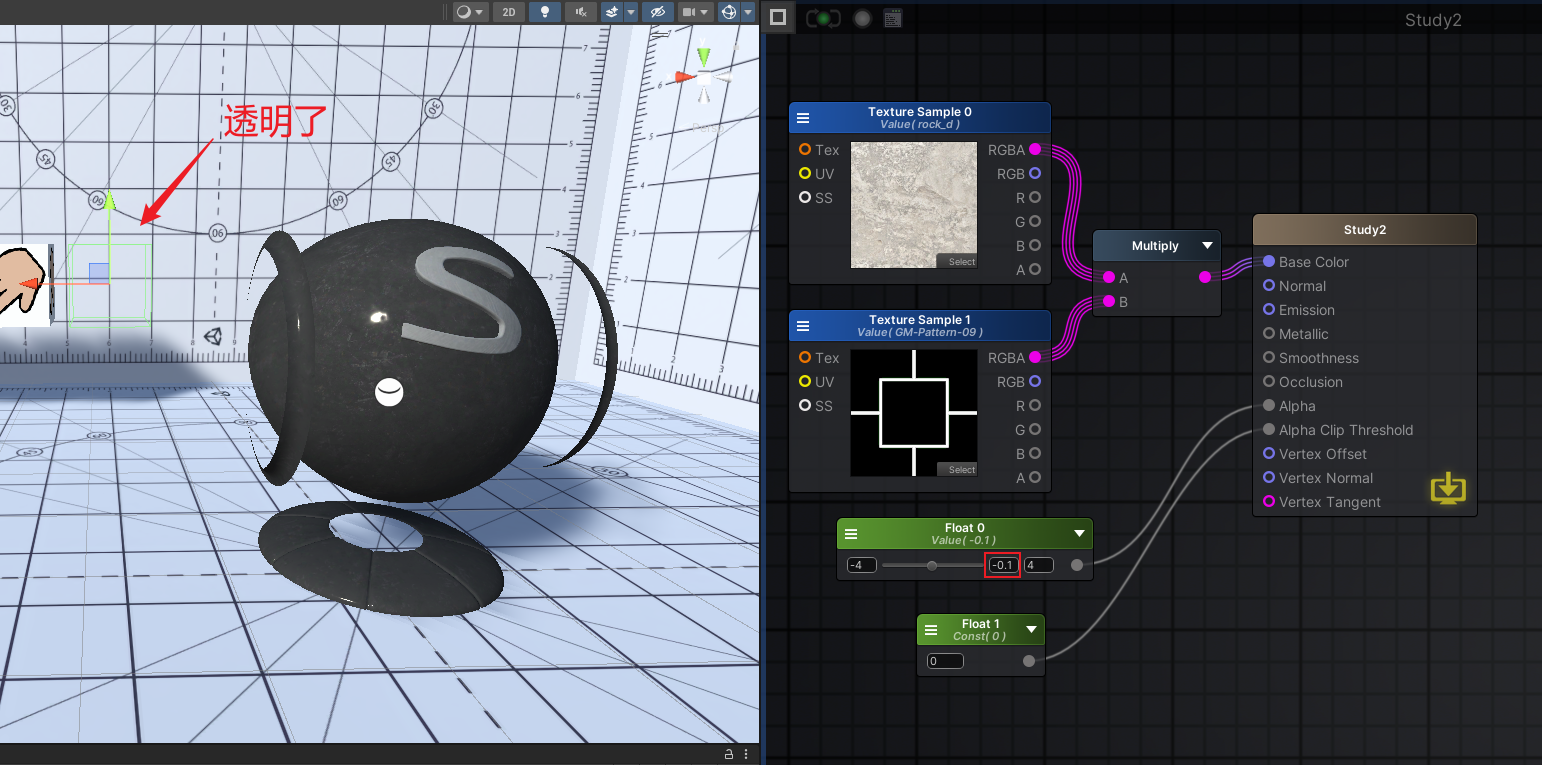 2D
Study2
透明了
Texture Sample 0
Value( rock_d )
Tex
UV
SS
Select
RGBA
RGB
R
G
B
A
Texture Sample 1
Value( GM-Pattern-09 )
Tex
UV
SS
Select
RGBA
RGB
R
G
B
A
Multiply
A
B
Study2
Base Color
Normal
Emission
Metallic
Smoothness
Occlusion
Alpha
Alpha Clip Threshold
Vertex Offset
Vertex Normal
Vertex Tangent
Float 0
Value( -0.1 )
-4
-0.1
4
Float 1
Const( 0 )
0
S